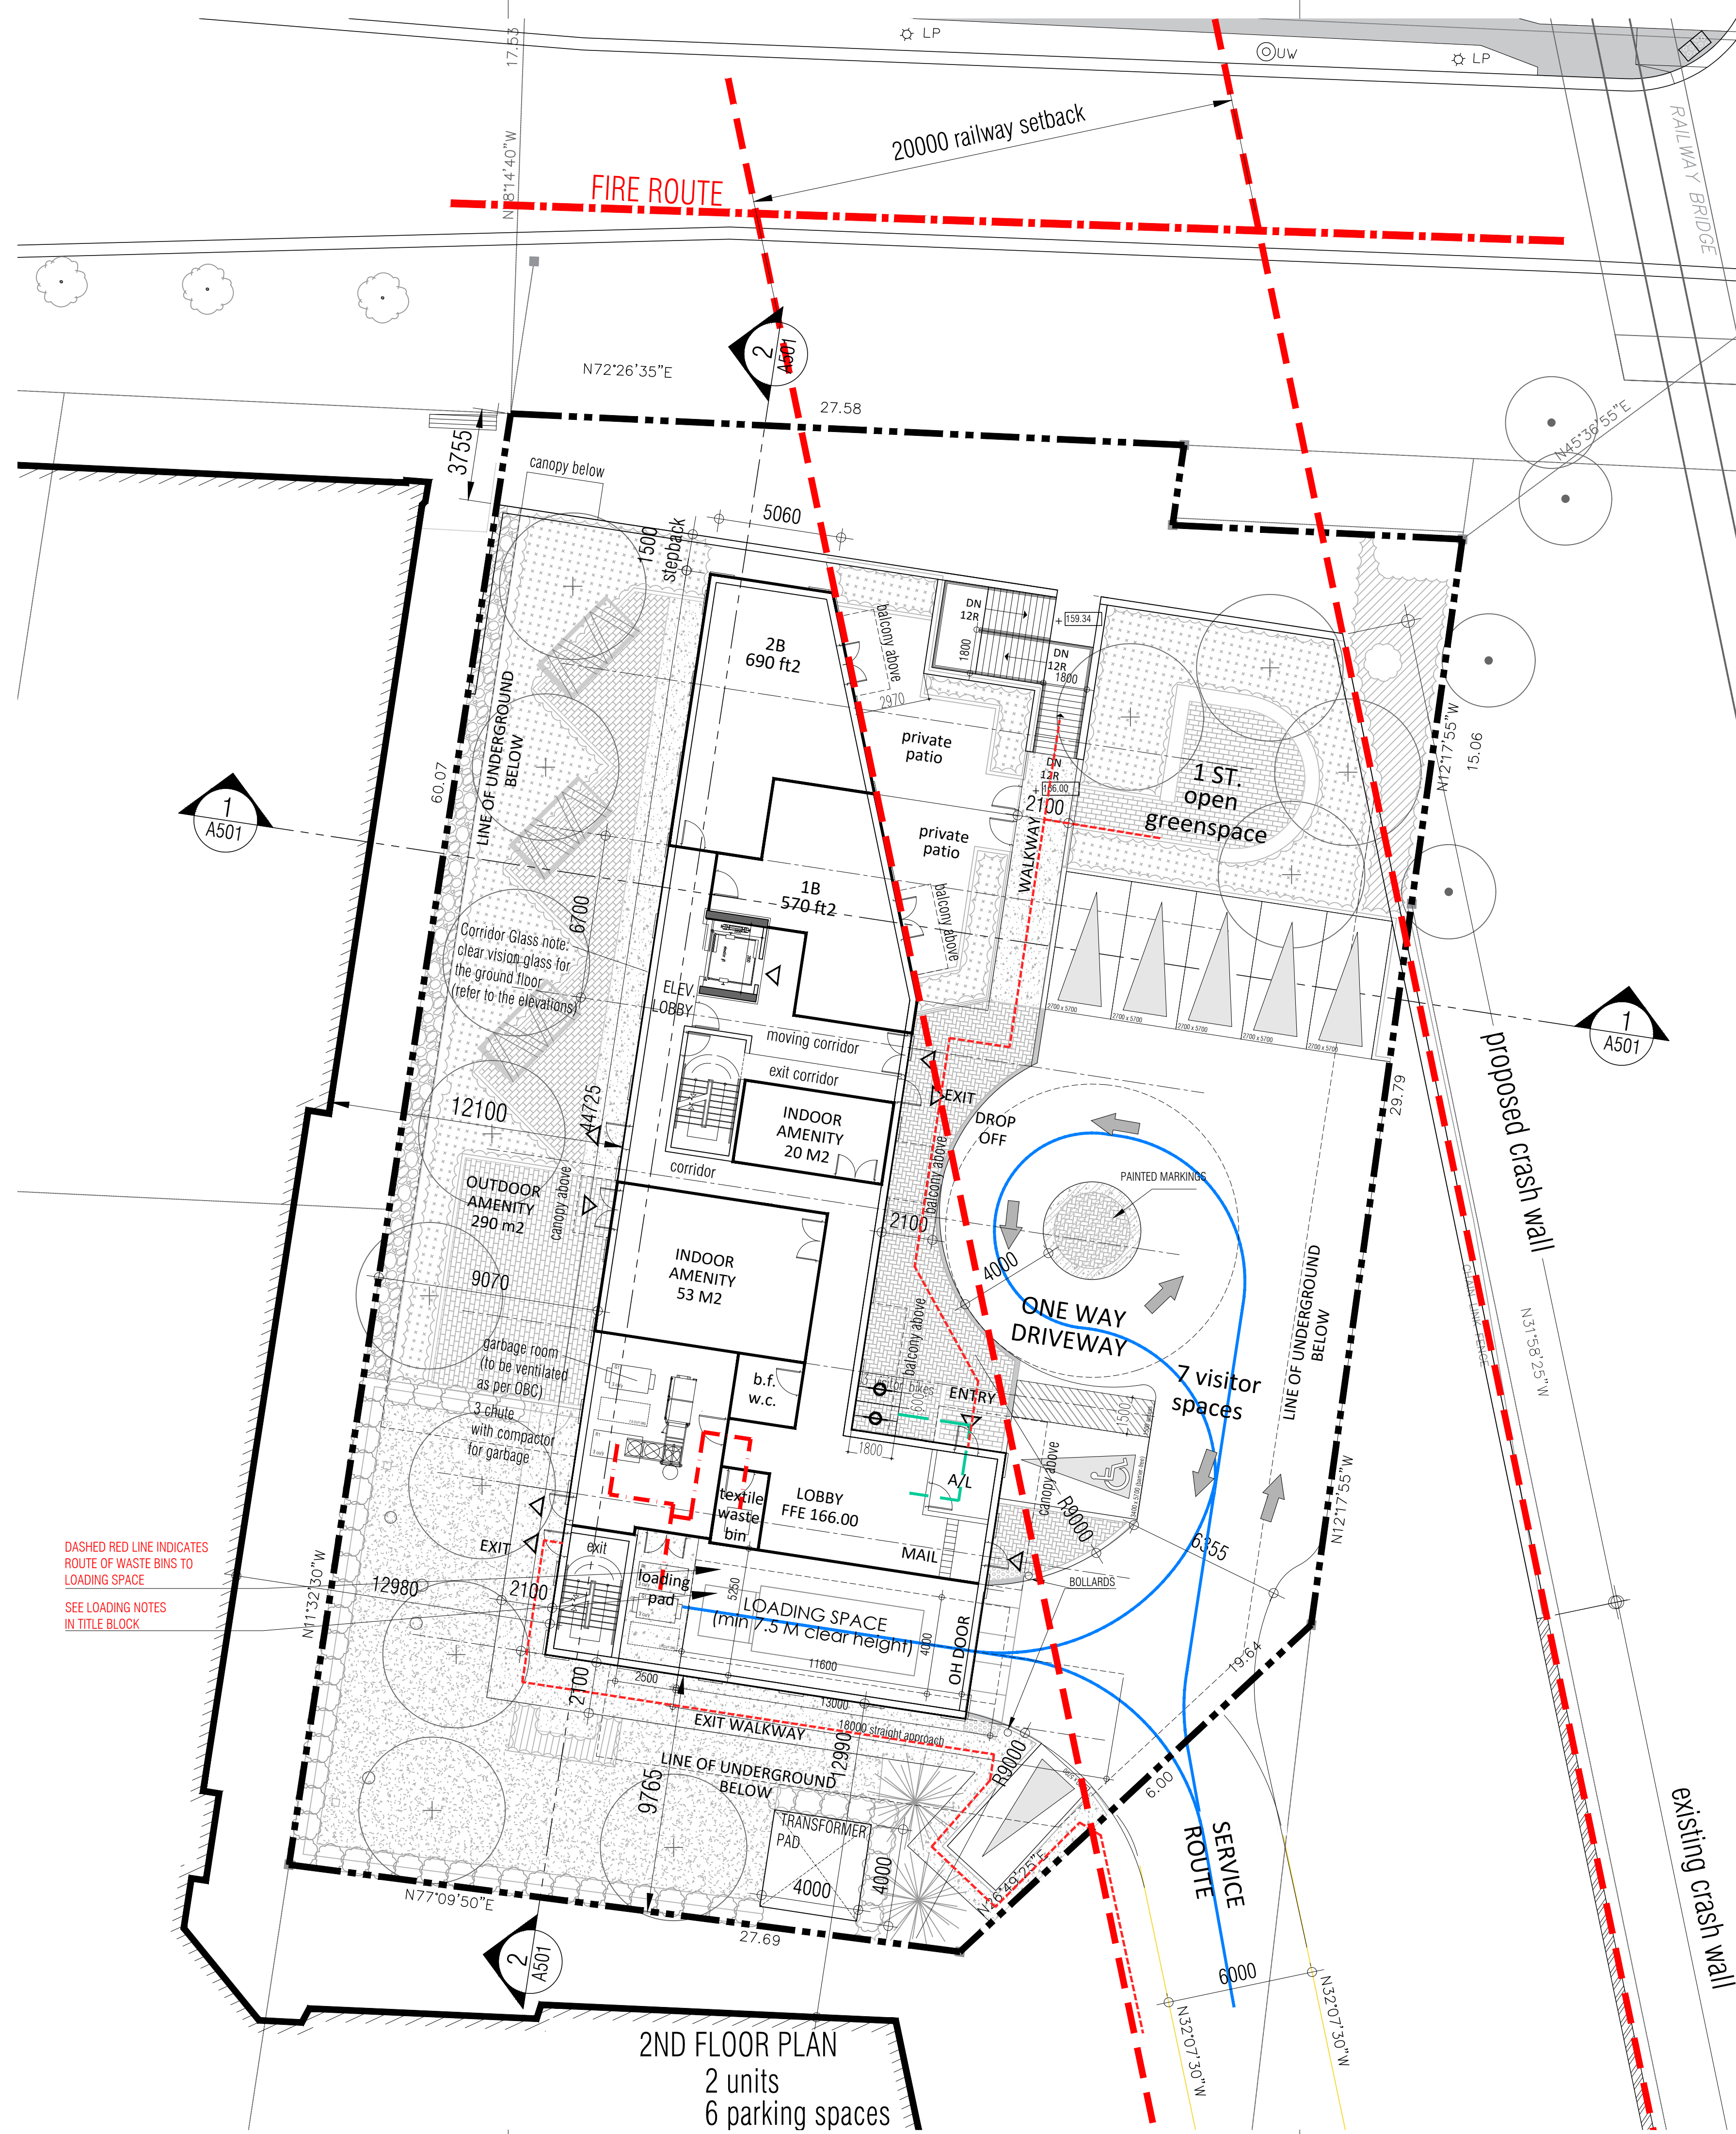 LP
UW
LP
17.53
20000 railway setback
RAILWAY BRIDGE
FIRE ROUTE
2
A501
N72°26'35"E
27.58
N45°36'55"E
3755
canopy below
5060
1500
stepback
DN
12R
159.34
1800
DN
12R
1800
2B
690 ft2
balcony above
2970
LINE OF UNDERGROUND
BELOW
private
patio
N12°17'55"W
15.06
60.07
DN
12R
166.00
2100
1 ST.
open
greenspace
1
A501
private
patio
WALKWAY
1B
570 ft2
balcony above
6700
Corridor Glass note:
clear vision glass for
the ground floor
(refer to the elevations)
ELEV.
LOBBY
2700 x 5700
2700 x 5700
2700 x 5700
2700 x 5700
2700 x 5700
1
A501
moving corridor
exit corridor
proposed crash wall
29.79
12100
44725
EXIT
DROP
OFF
INDOOR
AMENITY
20 M2
balcony above
corridor
PAINTED MARKINGS
OUTDOOR
AMENITY
290 m2
canopy above
2100
INDOOR
AMENITY
53 M2
9070
4000
LINE OF UNDERGROUND
BELOW
ONE WAY
DRIVEWAY
CHAIN LINK FENCE
N31°58'25"W
balcony above
garbage room
(to be ventilated
as per OBC)
b.f.
w.c.
bikes
ENTRY
7 visitor
spaces
1500
3 chute
with compactor
for garbage
1800
canopy above
A/L
textile
waste
bin
LOBBY
FFE 166.00
R9000
N12°17'55"W
MAIL
6355
EXIT
exit
DASHED RED LINE INDICATES
ROUTE OF WASTE BINS TO
LOADING SPACE
SEE LOADING NOTES
IN TITLE BLOCK
12980
2100
loading
pad
5250
BOLLARDS
N11°32'30"W
LOADING SPACE
(min 7.5 M clear height)
4000
OH DOOR
11600
2500
2100
13000
18000 straight approach
EXIT WALKWAY
19.64
12990
R9000
6.00
LINE OF UNDERGROUND
BELOW
9765
TRANSFORMER
PAD
4000
4000
N26°49'25"E
SERVICE
ROUTE
existing crash wall
N77°09'50"E
27.69
2
A501
6000
N32°07'30"W
N32°07'30"W
2ND FLOOR PLAN
2 units
6 parking spaces